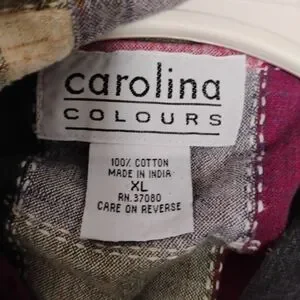 carolina
COLOURS
100% COTTON
MADE IN INDIA
XL
RN.37080
CARE ON REVERSE